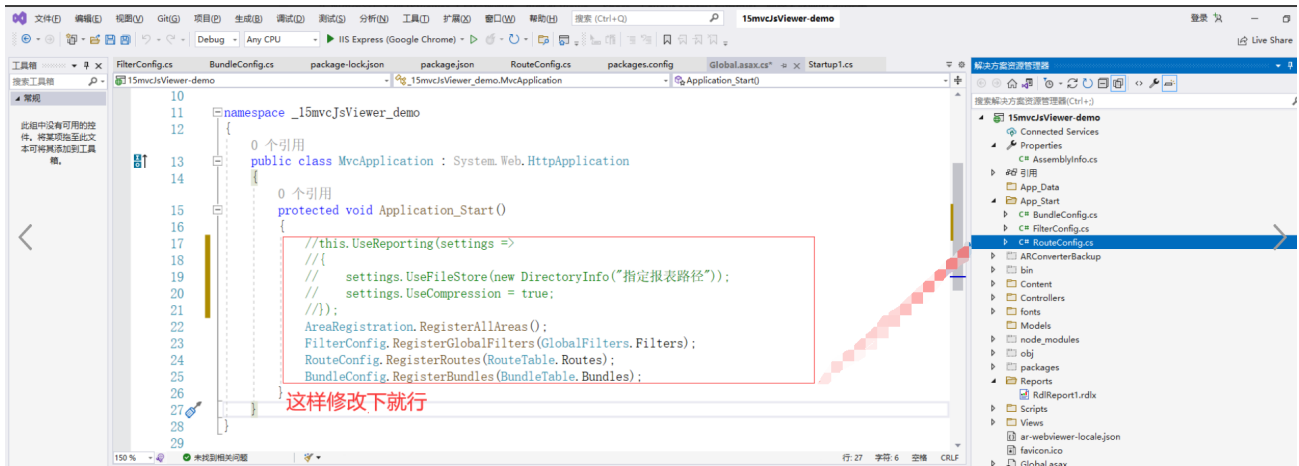 文件(F) 编辑(E) 视图(V) Git(G) 项目(P) 生成(B) 调试(D) 测试(S) 分析(N) 工具(T) 扩展(X) 窗口(W) 帮助(H) 搜索 (Ctrl+Q) 15mvcJsViewer-demo 登录
Debug Any CPU IIS Express (Google Chrome) Live Share
工具箱 FilterConfig.cs BundleConfig.cs package-lock.json package.json RouteConfig.cs packages.config Global.asax.cs* Startup1.cs 解决方案资源管理器
搜索工具箱 15mvcJsViewer-demo _15mvcJsViewer_demo.MvcApplication Application_Start()
常规
此组中没有可用的控
件。将某项拖至此文
本可将其添加到工具
箱。
10
11 namespace _15mvcJsViewer_demo
12 {
0 个引用
13 public class MvcApplication : System.Web.HttpApplication
14 {
0 个引用
15 protected void Application_Start()
16 {
17 //this.UseReporting(settings =>
18 //{
19 // settings.UseFileStore(new DirectoryInfo("指定报表路径"));
20 // settings.UseCompression = true;
21 //});
22 AreaRegistration.RegisterAllAreas();
23 FilterConfig.RegisterGlobalFilters(GlobalFilters.Filters);
24 RouteConfig.RegisterRoutes(RouteTable.Routes);
25 BundleConfig.RegisterBundles(BundleTable.Bundles);
26 }
这样修改下就行
27 }
28 }
29
150 % 未找到相关问题 行: 27 字符: 6 空格 CRLF
搜索解决方案资源管理器(Ctrl+;)
15mvcJsViewer-demo
Connected Services
Properties
C# AssemblyInfo.cs
引用
App_Data
App_Start
C# BundleConfig.cs
C# FilterConfig.cs
C# RouteConfig.cs
ARConverterBackup
bin
Content
Controllers
fonts
Models
node_modules
obj
packages
Reports
RdlReport1.rdlx
Scripts
Views
ar-webviewer-locale.json
favicon.ico
Global.asax